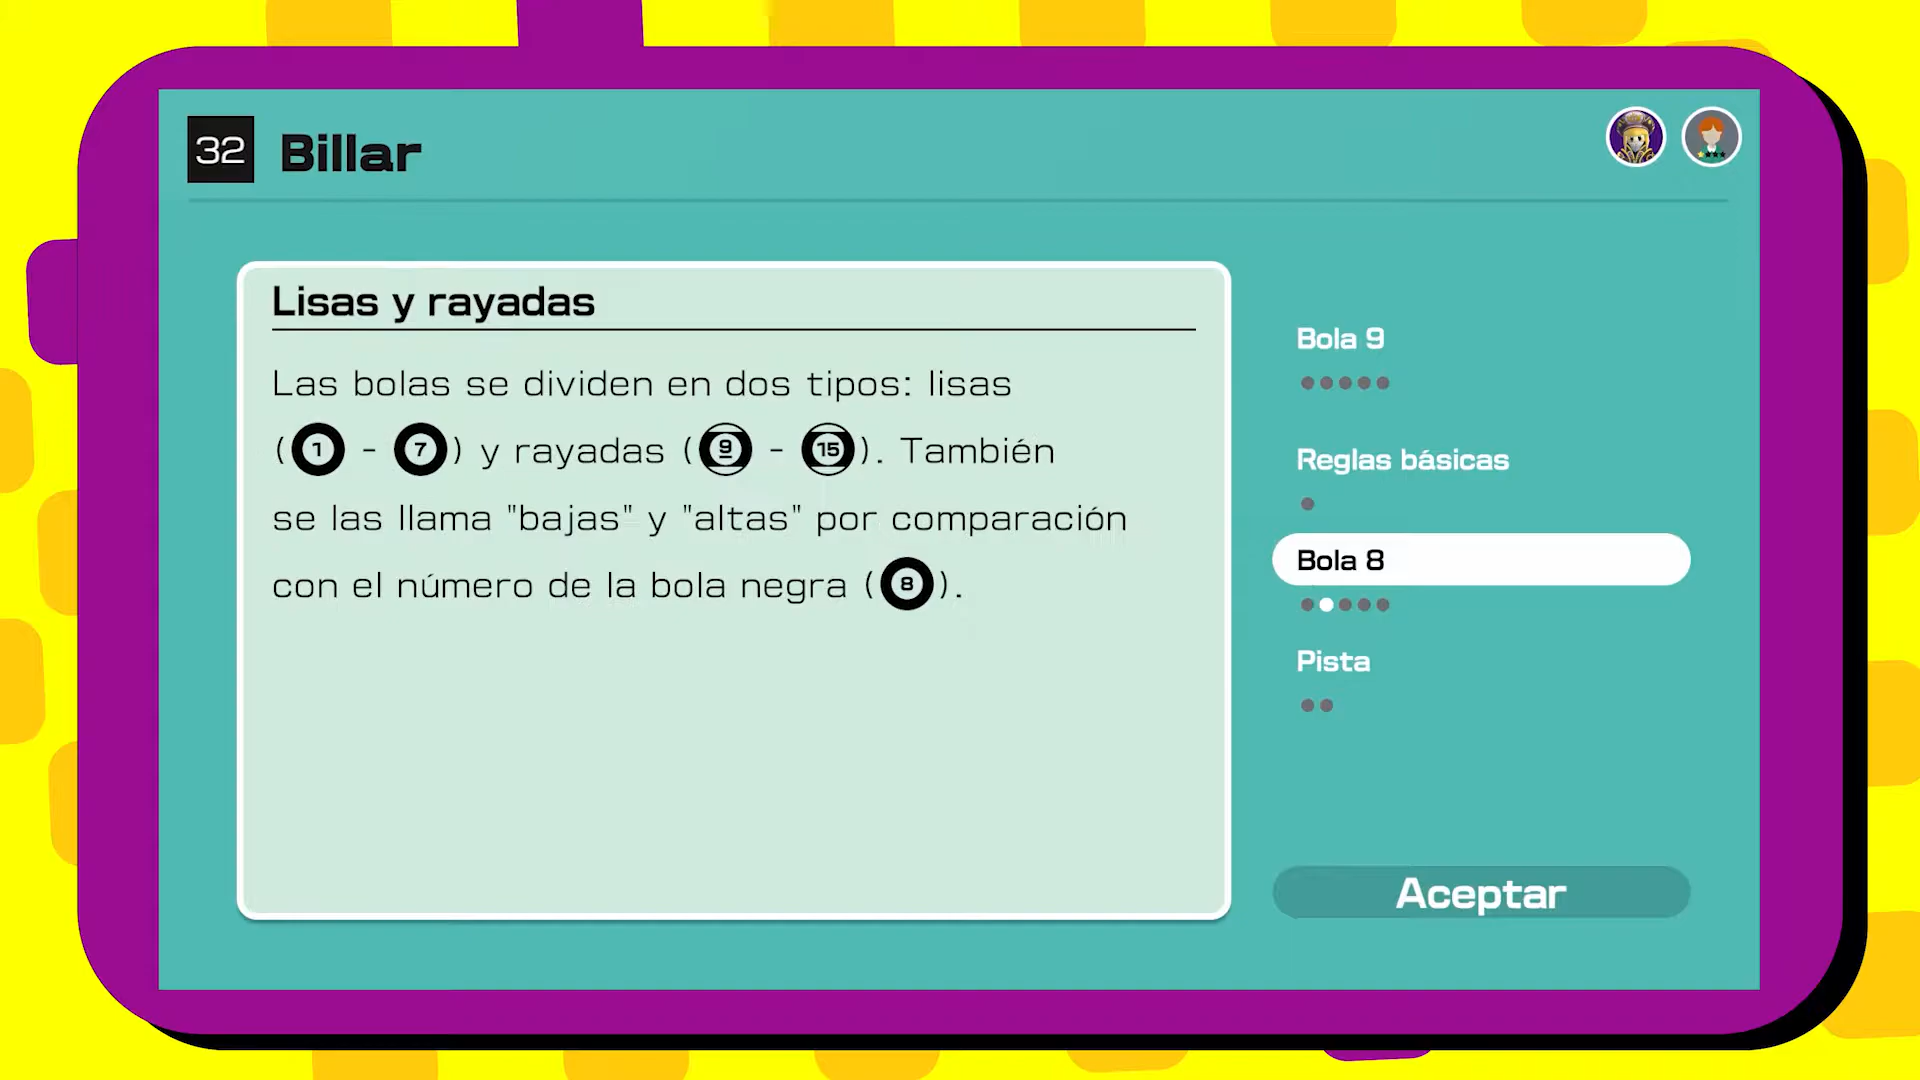 32 Billar
Lisas y rayadas
Las bolas se dividen en dos tipos: lisas
(1 - 7) y rayadas (9 - 15). También
se las llama "bajas" y "altas" por comparación
con el número de la bola negra (8).
Bola 9
Reglas básicas
Bola 8
Pista
Aceptar